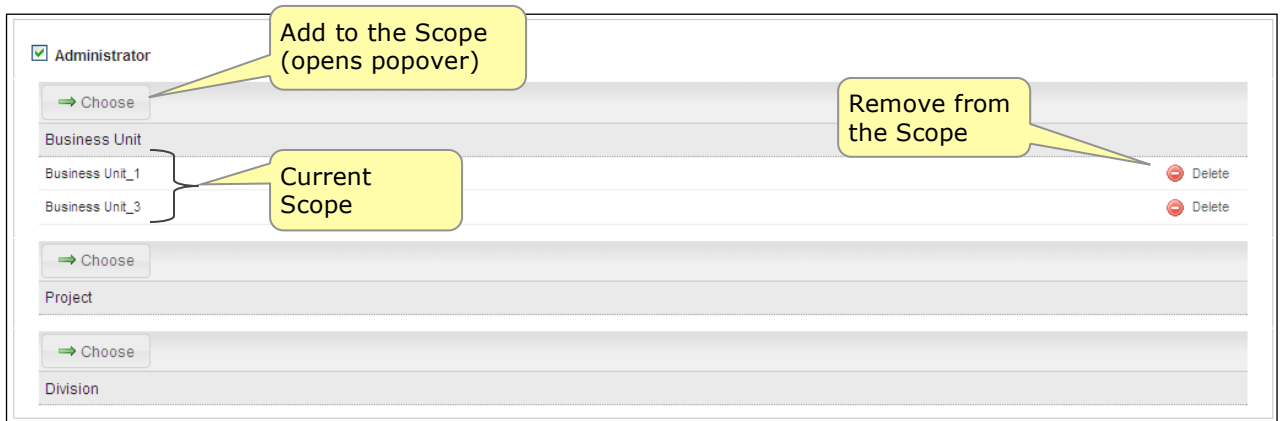 Add to the Scope
(opens popover)
Administrator
Choose
Remove from
the Scope
Business Unit
Business Unit_1
Current
Scope
Delete
Business Unit_3
Delete
Choose
Project
Choose
Division